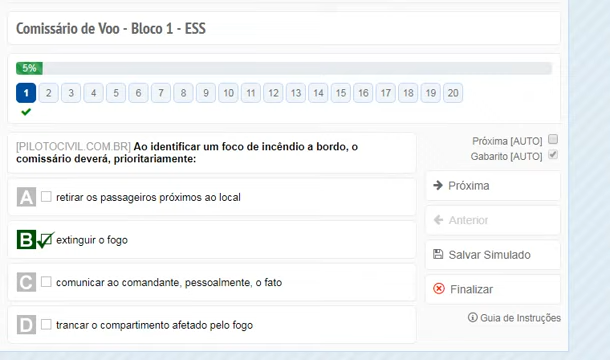 Comissário de Voo - Bloco 1 - ESS
5%
1 2 3 4 5 6 7 8 9 10 11 12 13 14 15 16 17 18 19 20
[PILOTOCIVIL.COM.BR] Ao identificar um foco de incêndio a bordo, o
comissário deverá, prioritariamente:
A retirar os passageiros próximos ao local
B extinguir o fogo
C comunicar ao comandante, pessoalmente, o fato
D trancar o compartimento afetado pelo fogo
Próxima [AUTO]
Gabarito [AUTO]
Próxima
Anterior
Salvar Simulado
Finalizar
Guia de Instruções